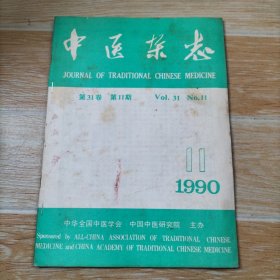 中医杂志
JOURNAL OF TRADITIONAL CHINESE MEDICINE
第31卷 第11期 Vol. 31 No.11
11
1990
中华全国中医学会 中国中医研究院 主办
Sponsored by ALL-CHINA ASSOCIATION OF TRADITIONAL CHINESE
MEDICINE and CHINA ACADEMY OF TRADITIONAL CHINESE MEDICINE